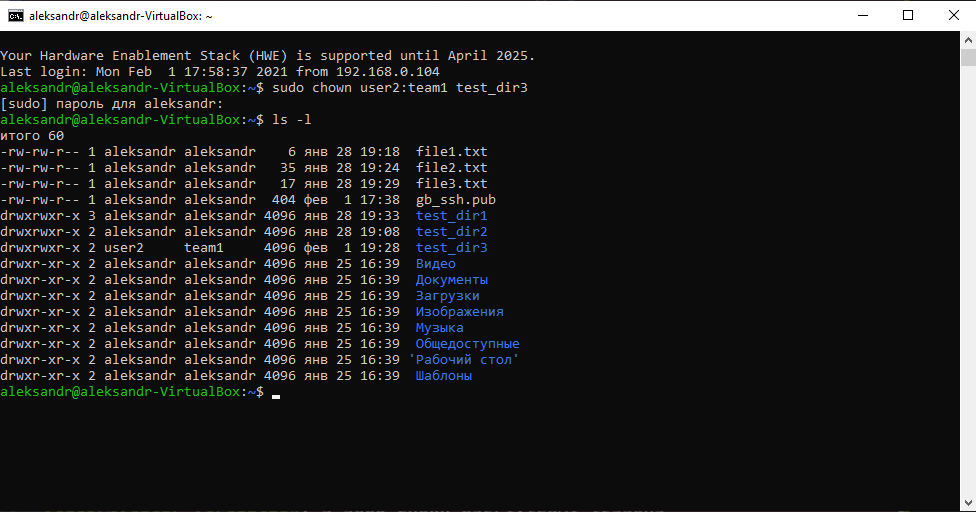 aleksandr@aleksandr-VirtualBox: ~
Your Hardware Enablement Stack (HWE) is supported until April 2025.
Last login: Mon Feb  1 17:58:37 2021 from 192.168.0.104
aleksandr@aleksandr-VirtualBox:~$ sudo chown user2:team1 test_dir3
[sudo] пароль для aleksandr:
aleksandr@aleksandr-VirtualBox:~$ ls -l
итого 60
-rw-rw-r-- 1 aleksandr aleksandr    6 янв 28 19:18  file1.txt
-rw-rw-r-- 1 aleksandr aleksandr   35 янв 28 19:24  file2.txt
-rw-rw-r-- 1 aleksandr aleksandr   17 янв 28 19:29  file3.txt
-rw-rw-r-- 1 aleksandr aleksandr  404 фев  1 17:38  gb_ssh.pub
drwxrwxr-x 3 aleksandr aleksandr 4096 янв 28 19:33  test_dir1
drwxrwxr-x 2 aleksandr aleksandr 4096 янв 28 19:08  test_dir2
drwxrwxr-x 2 user2     team1     4096 фев  1 19:28  test_dir3
drwxr-xr-x 2 aleksandr aleksandr 4096 янв 25 16:39  Видео
drwxr-xr-x 2 aleksandr aleksandr 4096 янв 25 16:39  Документы
drwxr-xr-x 2 aleksandr aleksandr 4096 янв 25 16:39  Загрузки
drwxr-xr-x 2 aleksandr aleksandr 4096 янв 25 16:39  Изображения
drwxr-xr-x 2 aleksandr aleksandr 4096 янв 25 16:39  Музыка
drwxr-xr-x 2 aleksandr aleksandr 4096 янв 25 16:39  Общедоступные
drwxr-xr-x 2 aleksandr aleksandr 4096 янв 25 16:39 'Рабочий стол'
drwxr-xr-x 2 aleksandr aleksandr 4096 янв 25 16:39  Шаблоны
aleksandr@aleksandr-VirtualBox:~$